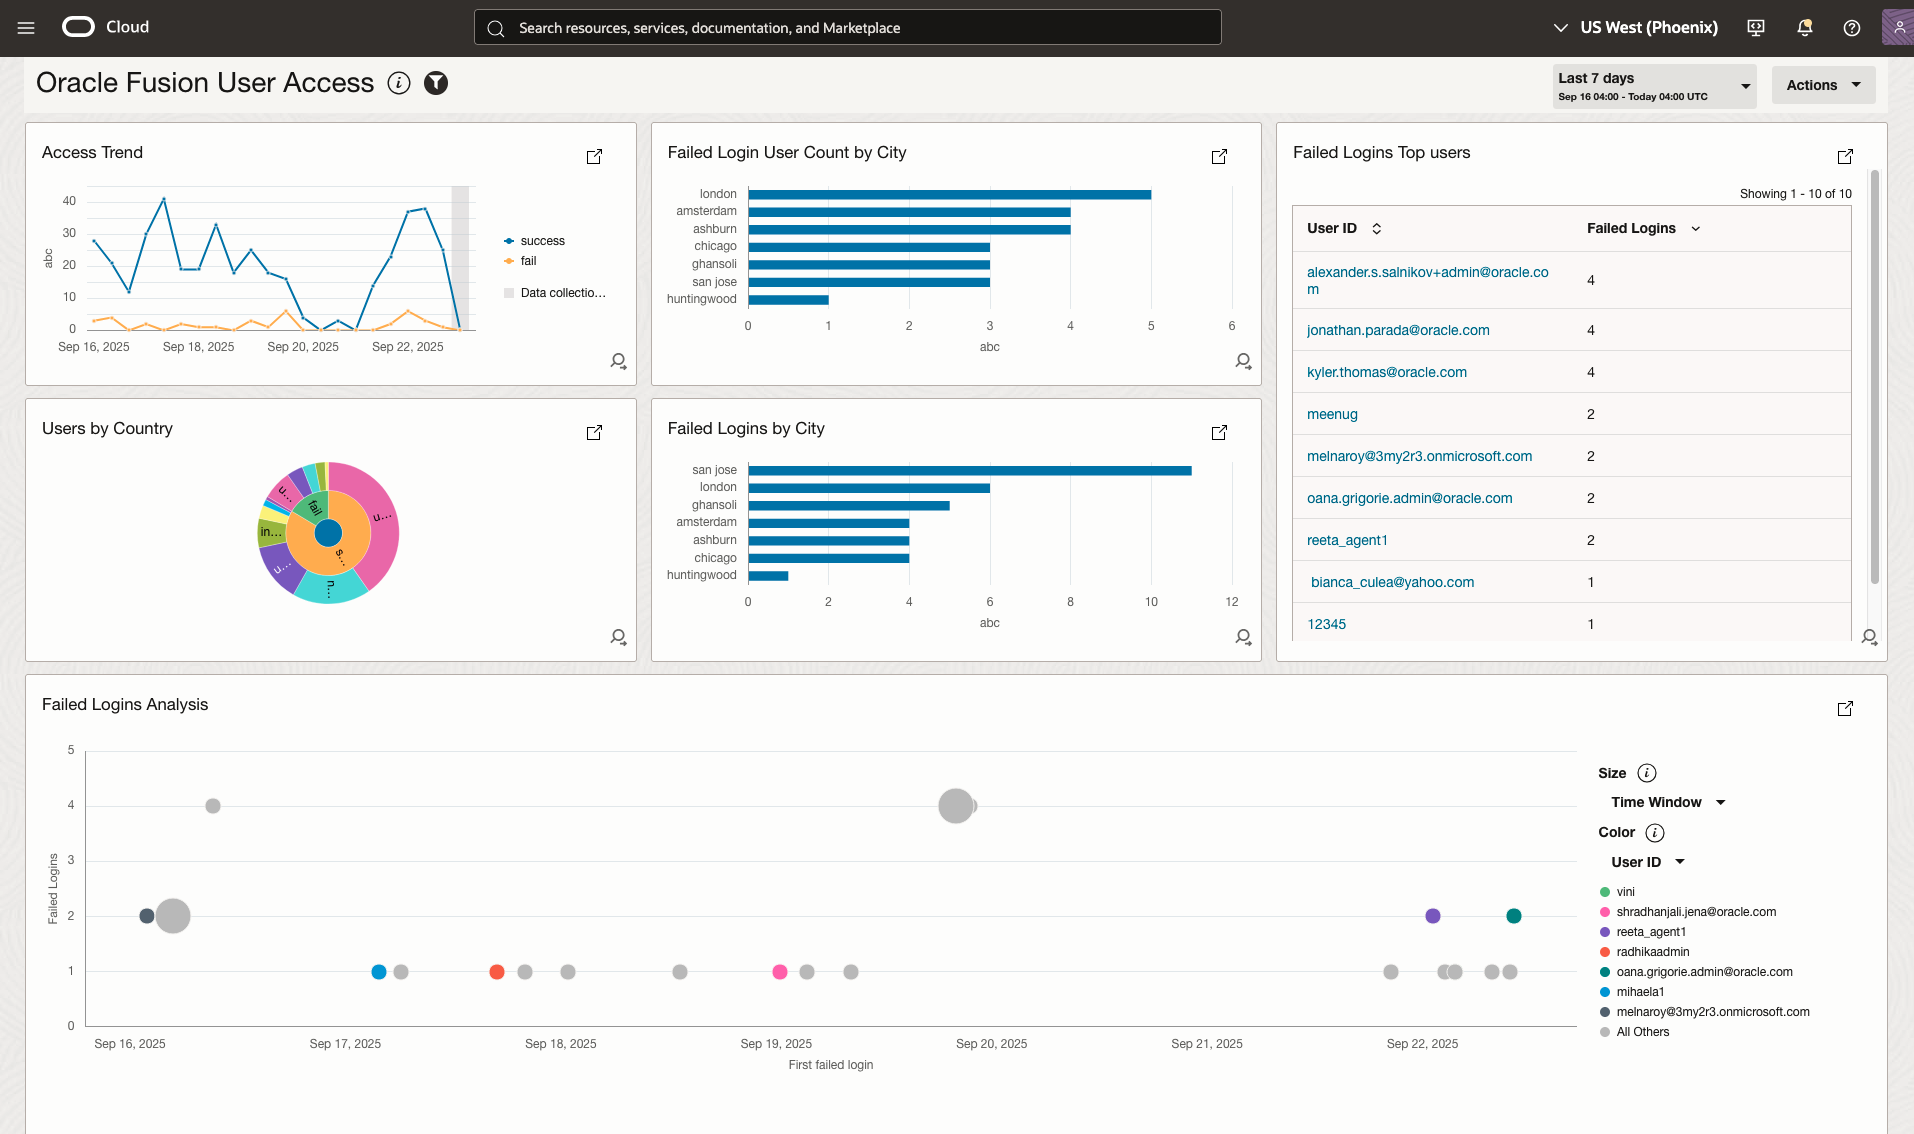 Cloud
Search resources, services, documentation, and Marketplace
US West (Phoenix)
Oracle Fusion User Access
Last 7 days
Sep 16 04:00 - Today 04:00 UTC
Actions
Access Trend
abc
40
30
20
10
0
Sep 16, 2025
Sep 18, 2025
Sep 20, 2025
Sep 22, 2025
success
fail
Data collectio...
Failed Login User Count by City
london
amsterdam
ashburn
chicago
ghansoli
san jose
huntingwood
0
1
2
3
4
5
6
abc
Failed Logins Top users
Showing 1 - 10 of 10
User ID
Failed Logins
alexander.s.salnikov+admin@oracle.co
m
4
jonathan.parada@oracle.com
4
kyler.thomas@oracle.com
4
meenug
2
melnaroy@3my2r3.onmicrosoft.com
2
oana.grigorie.admin@oracle.com
2
reeta_agent1
2
bianca_culea@yahoo.com
1
12345
1
Users by Country
u...
fail
u...
in...
s...
u...
n...
Failed Logins by City
san jose
london
ghansoli
amsterdam
ashburn
chicago
huntingwood
0
2
4
6
8
10
12
abc
Failed Logins Analysis
Failed Logins
5
4
3
2
1
0
Sep 16, 2025
Sep 17, 2025
Sep 18, 2025
Sep 19, 2025
Sep 20, 2025
Sep 21, 2025
Sep 22, 2025
First failed login
Size
Time Window
Color
User ID
vini
shradhanjali.jena@oracle.com
reeta_agent1
radhikaadmin
oana.grigorie.admin@oracle.com
mihaela1
melnaroy@3my2r3.onmicrosoft.com
All Others